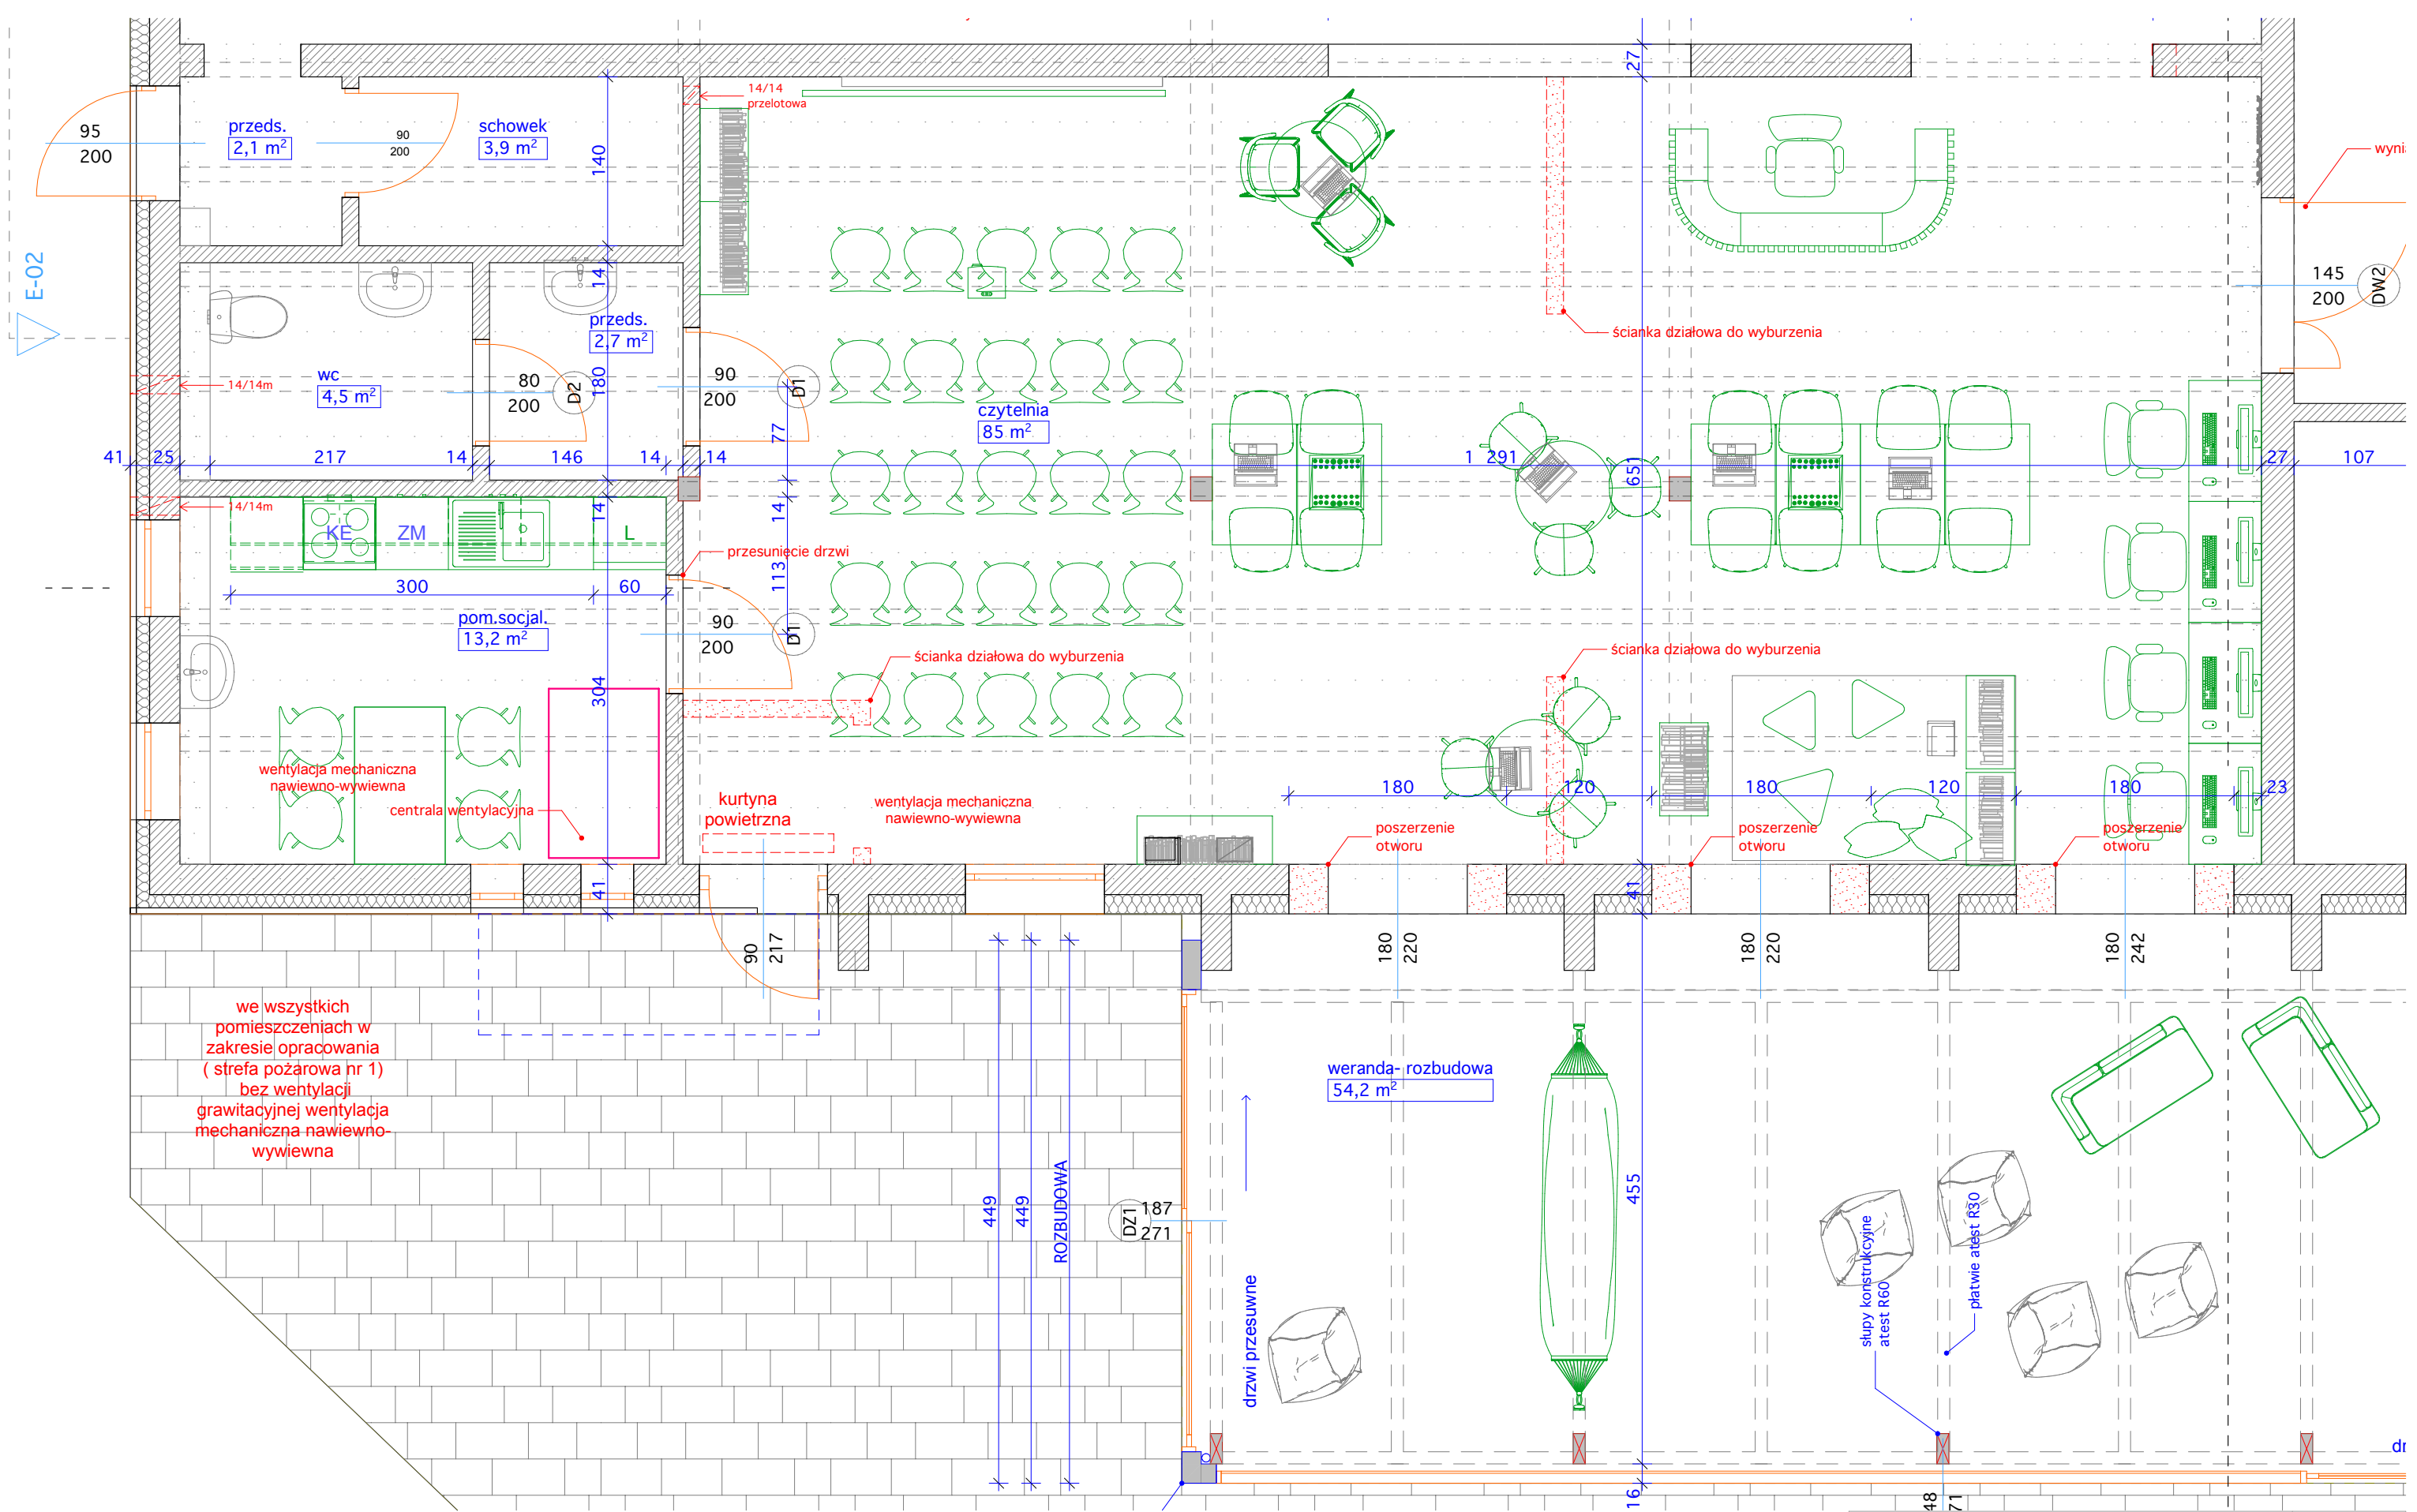 27
14/14
przelotowa
95
200
przeds.
2,1 m²
90
200
schowek
3,9 m²
140
E-02
14
przeds.
2,7 m²
145
200
DW2
ścianka działowa do wyburzenia
wc
4,5 m²
14/14m
80
200
D2
180
90
200
D1
77
czytelnia
85 m²
41
25
217
14
146
14
14
1 291
651
27
107
14/14m
KE
ZM
L
14
14
przesunięcie drzwi
113
300
60
pom.socjal.
13,2 m²
90
200
D1
ścianka działowa do wyburzenia
ścianka działowa do wyburzenia
304
wentylacja mechaniczna
nawiewno-wywiewna
centrala wentylacyjna
kurtyna
powietrzna
wentylacja mechaniczna
nawiewno-wywiewna
180
120
180
120
180
23
poszerzenie
otworu
poszerzenie
otworu
poszerzenie
otworu
41
41
90
217
180
220
180
220
180
242
we wszystkich
pomieszczeniach w
zakresie opracowania
( strefa pożarowa nr 1)
bez wentylacji
grawitacyjnej wentylacja
mechaniczna nawiewno-
wywiewna
weranda- rozbudowa
54,2 m²
449
449
ROZBUDOWA
DZ1
187
271
455
drzwi przesuwne
słupy konstrukcyjne
atest R60
płatwie atest R30
16
48
71